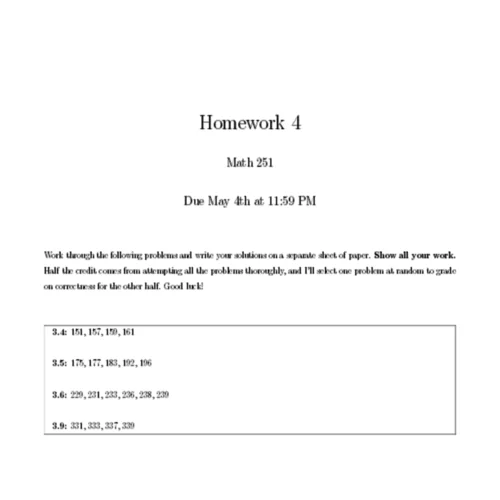 Homework 4
Math 251
Due May 4th at 11:59 PM
Work through the following problems and write your solutions on a separate sheet of paper. Show all your work.
Half the credit comes from attempting all the problems thoroughly, and I'll select one problem at random to grade
on correctness for the other half. Good luck!
3.4: 151, 157, 159, 161
3.5: 175, 177, 183, 192, 196
3.6: 229, 231, 233, 236, 238, 239
3.9: 331, 333, 337, 339